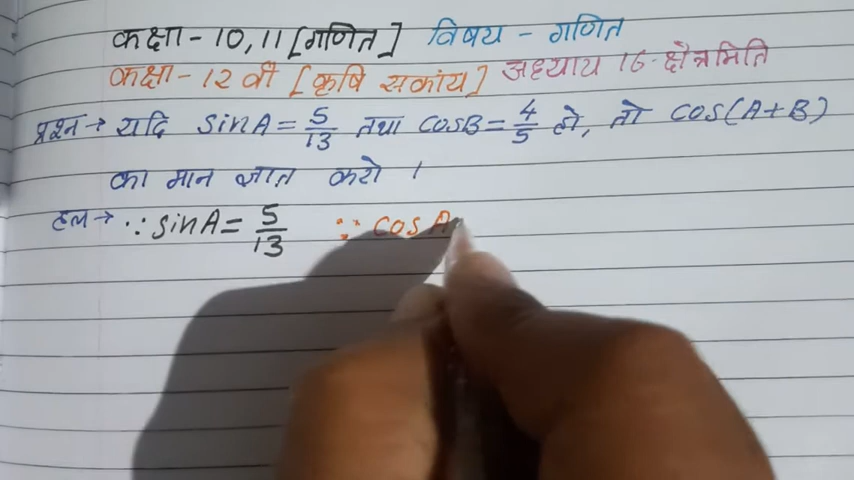 कक्षा - 10, 11 [गणित] विषय - गणित
कक्षा - 12 वी [कृषि सकांय] अध्याय 16 - क्षेत्रमिति
प्रश्न → यदि sinA = 5/13 तथा cosB = 4/5 हो, तो cos(A+B)
का मान ज्ञात करो ।
हल → ∵ sinA = 5/13 ∵ cos A